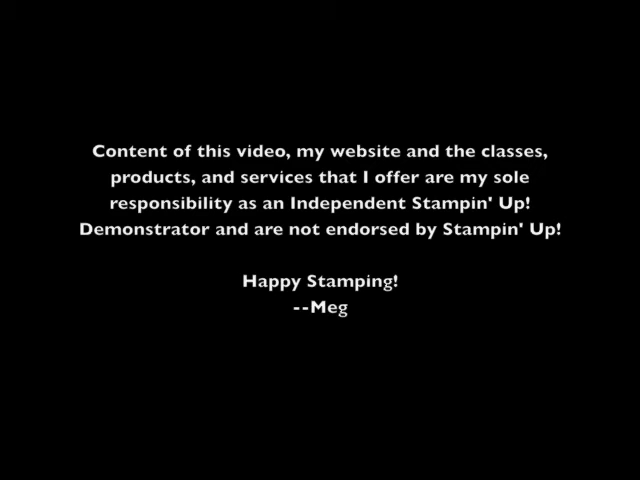 Content of this video, my website and the classes,
products, and services that I offer are my sole
responsibility as an Independent Stampin' Up!
Demonstrator and are not endorsed by Stampin' Up!
Happy Stamping!
--Meg